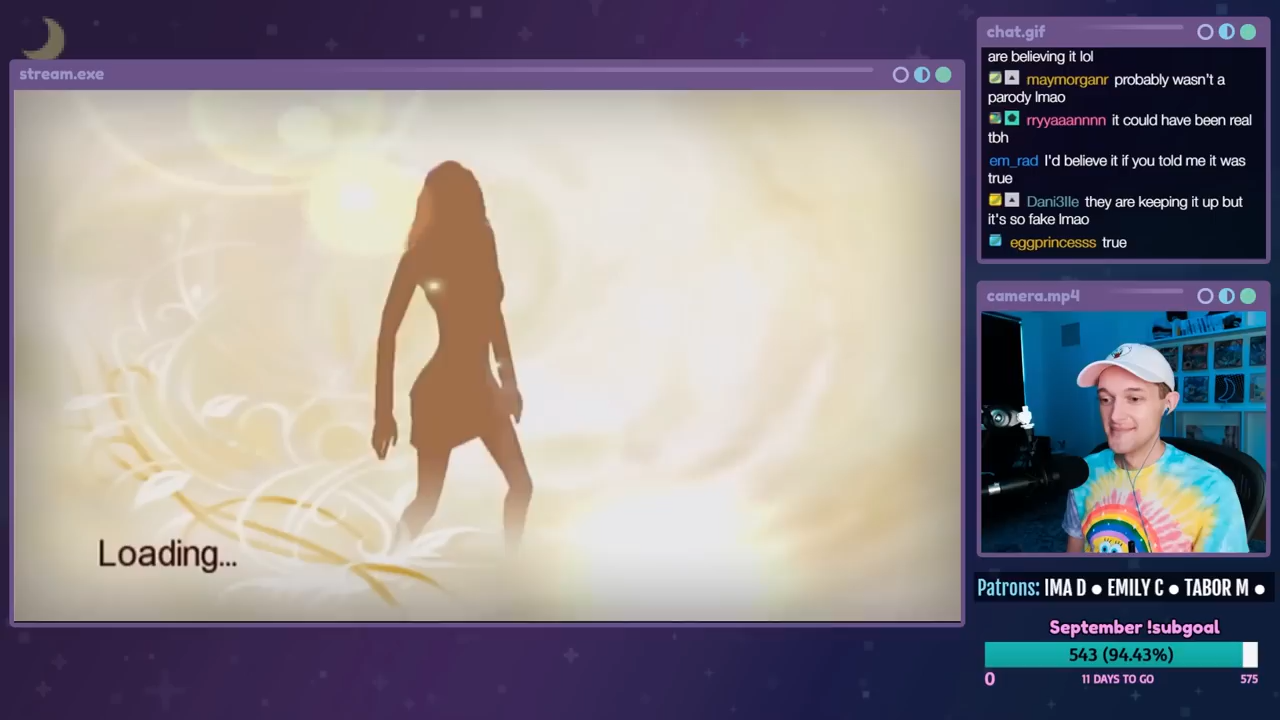 stream.exe
Loading...
chat.gif
are believing it lol
maymorganr probably wasn't a
parody lmao
rryyaaannnn it could have been real
tbh
em_rad I'd believe it if you told me it was
true
Dani3lle they are keeping it up but
it's so fake lmao
eggprincesss true
camera.mp4
Patrons: IMA D ● EMILY C ● TABOR M ●
September !subgoal
543 (94.43%)
0 11 DAYS TO GO 575